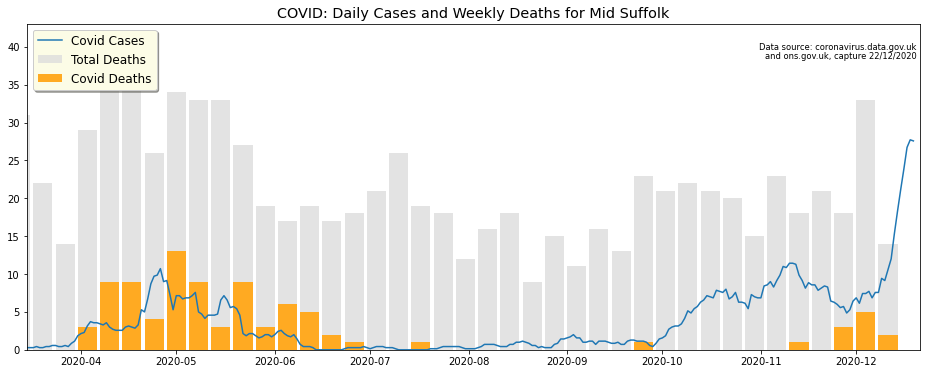 COVID: Daily Cases and Weekly Deaths for Mid Suffolk
Covid Cases
Total Deaths
Covid Deaths
Data source: coronavirus.data.gov.uk
and ons.gov.uk, capture 22/12/2020
40
35
30
25
20
15
10
5
0
2020-04 2020-05 2020-06 2020-07 2020-08 2020-09 2020-10 2020-11 2020-12